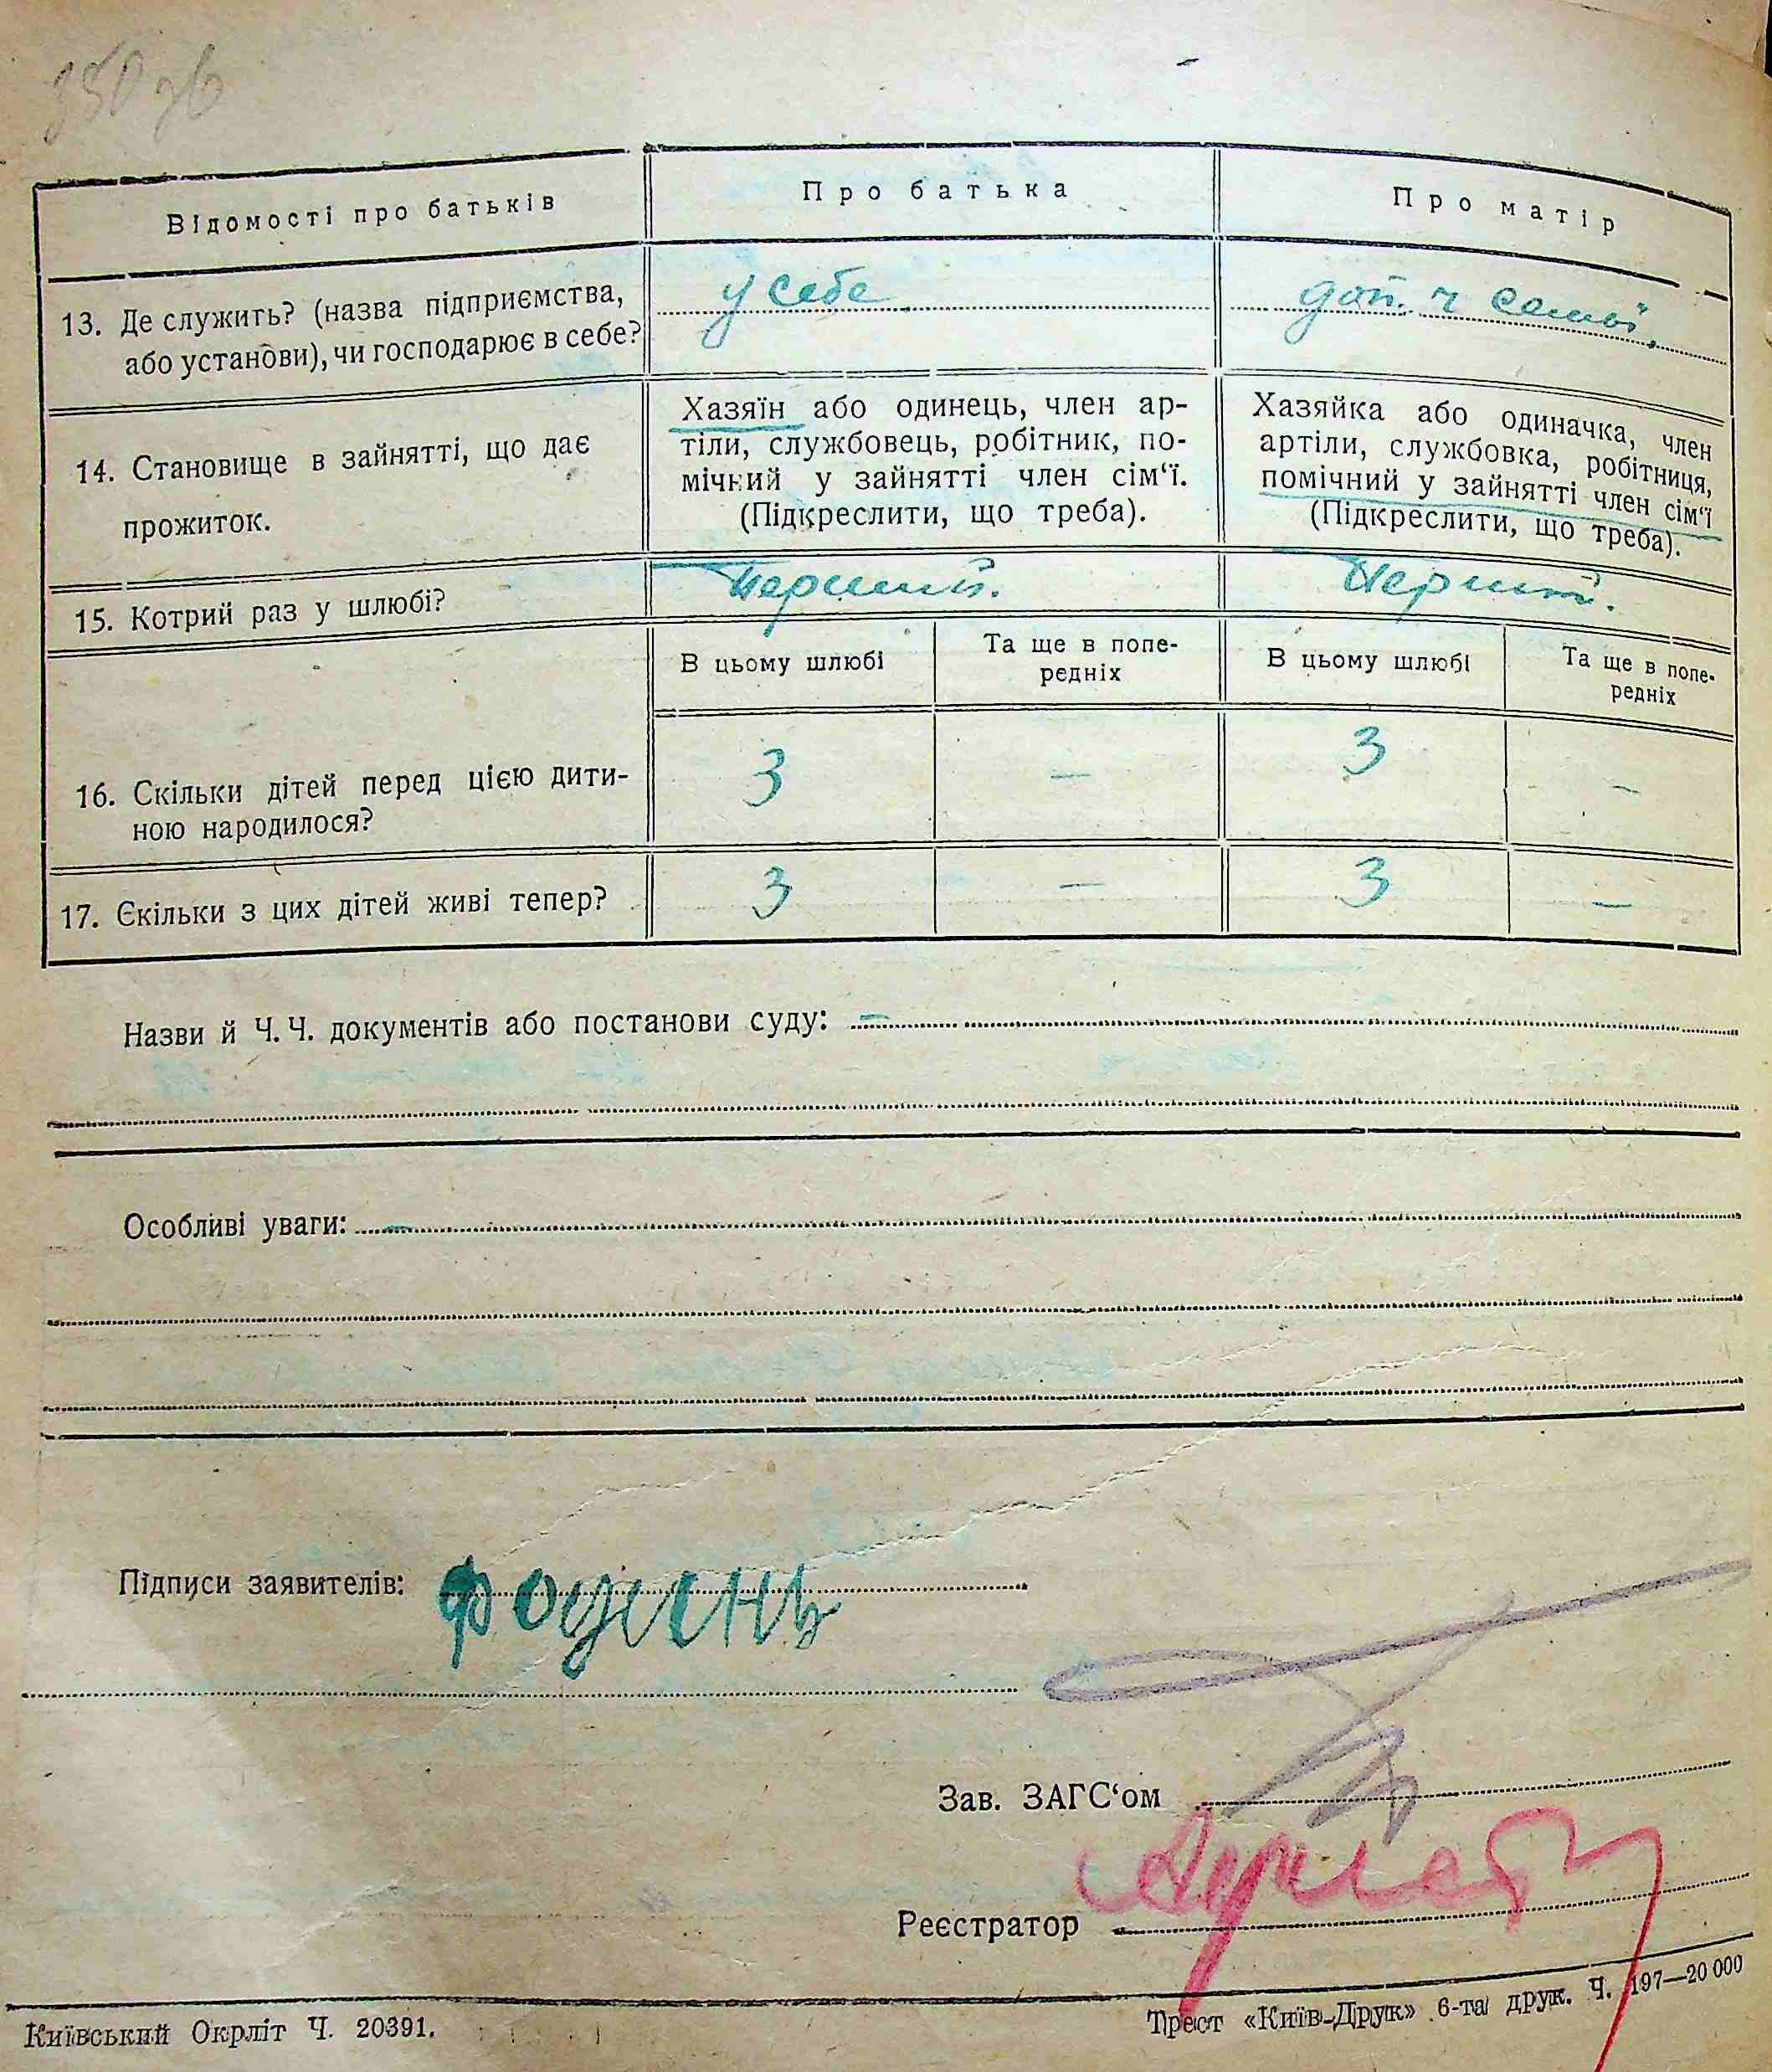 350 зв
Відомості про батьків
Про батька
Про матір
13. Де служить? (назва підприємства,
або установи), чи господарює в себе?
у себе
доп. ч семьї
14. Становище в зайнятті, що дає
прожиток.
Хазяїн або одинець, член ар-
тіли, службовець, робітник, по-
мічний у зайнятті член сім‘ї.
(Підкреслити, що треба).
Хазяйка або одиначка, член
артіли, службовка, робітниця,
помічний у зайнятті член сім‘ї
(Підкреслити, що треба).
15. Котрий раз у шлюбі?
Перший.
Перший.
В цьому шлюбі
Та ще в попе-
редніх
В цьому шлюбі
Та ще в попе-
редніх
16. Скільки дітей перед цією дити-
ною народилося?
3
—
3
—
17. Єкільки з цих дітей живі тепер?
3
—
3
—
Назви й Ч. Ч. документів або постанови суду: —
Особливі уваги: —
Підписи заявителів:
Зав. ЗАГС‘ом
Реєстратор
Київський Окрліт Ч. 20391.
Трест «Київ-Друк» 6-та друк. Ч. 197—20 000